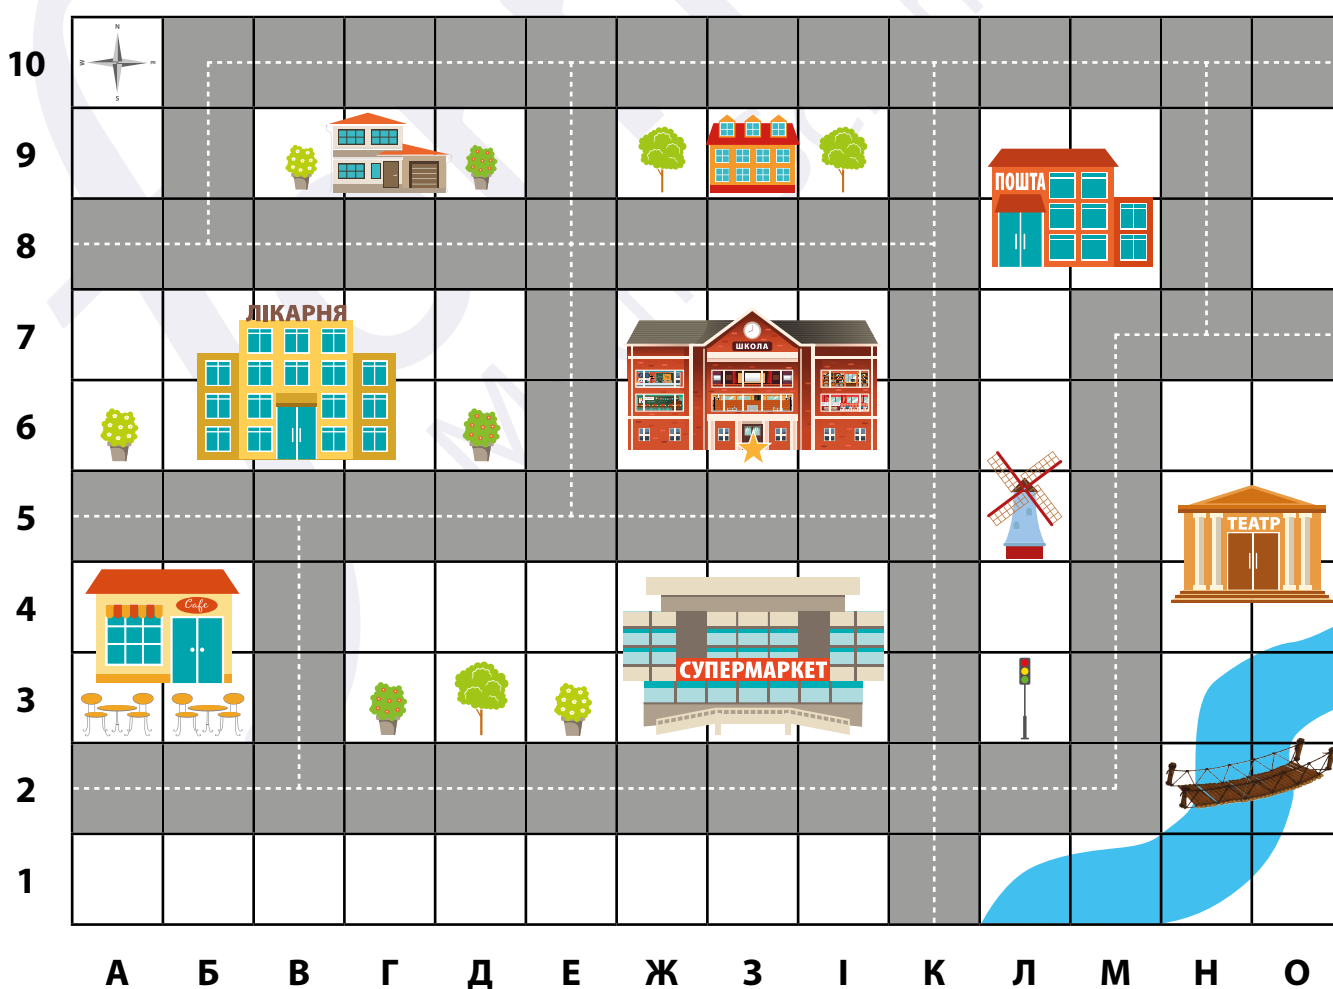 10
N
W
E
S
9
ПОШТА
8
ЛІКАРНЯ
7
ШКОЛА
6
5
ТЕАТР
4
Cafe
СУПЕРМАРКЕТ
3
2
1
А Б В Г Д Е Ж З І К Л М Н О